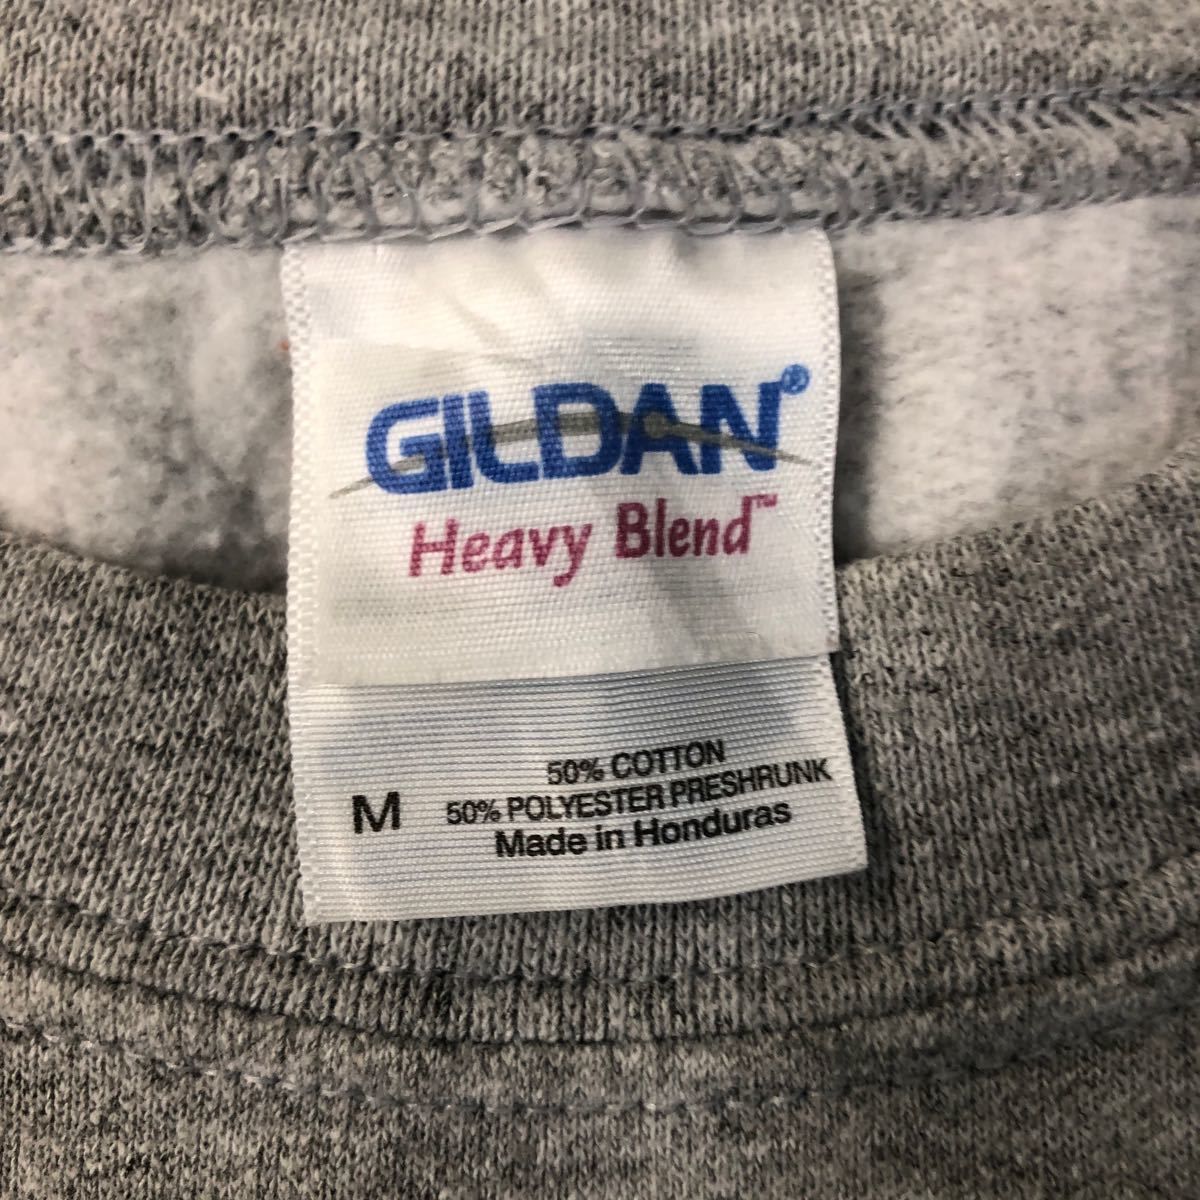 GILDAN®
Heavy Blend™
50% COTTON
M 50% POLYESTER PRESHRUNK
Made in Honduras